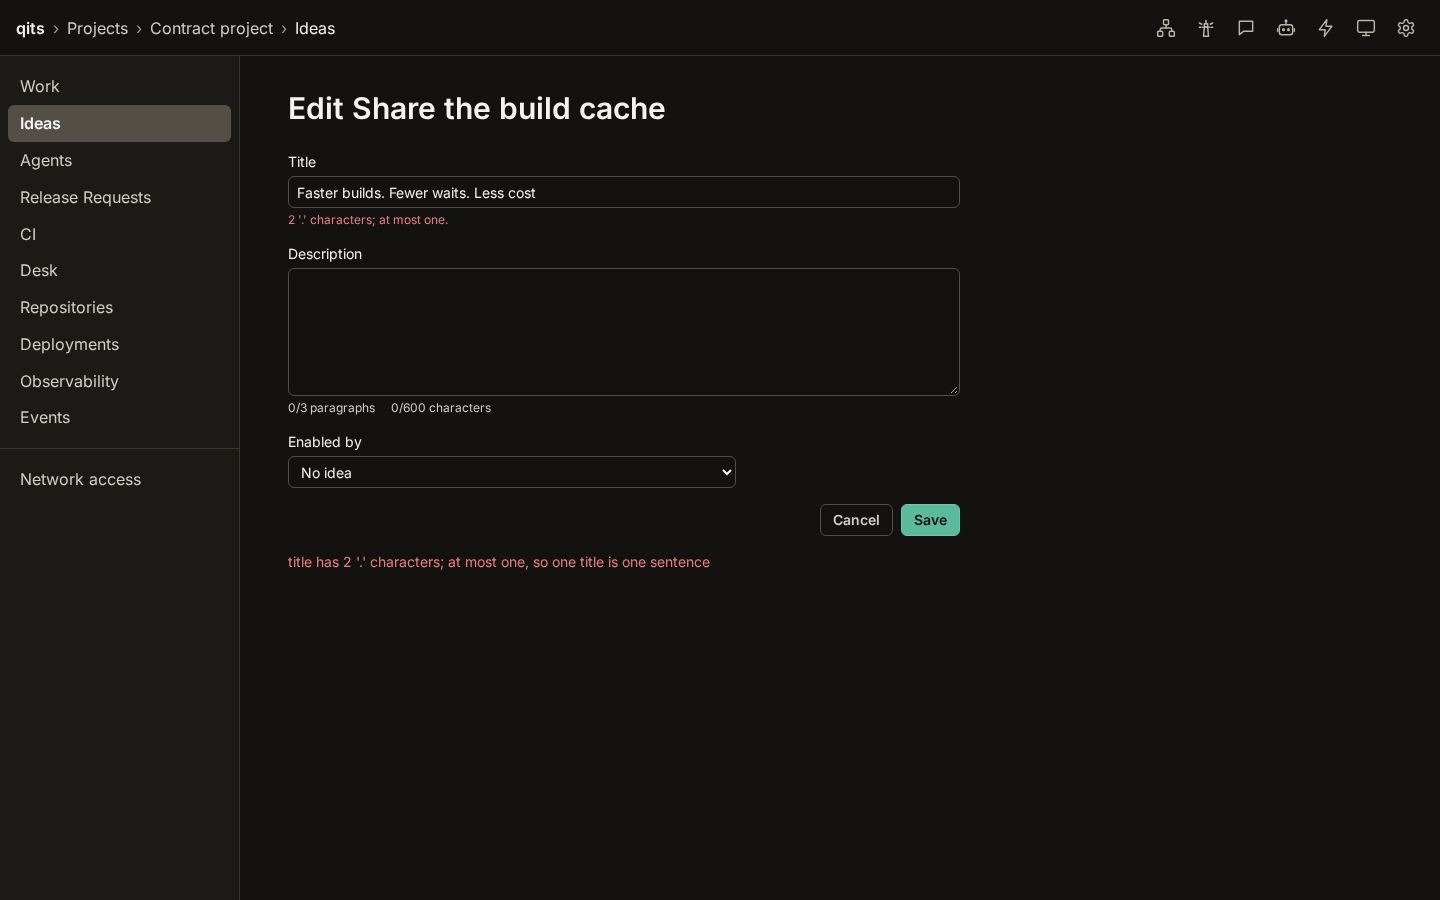 qits › Projects › Contract project › Ideas
Work
Ideas
Agents
Release Requests
CI
Desk
Repositories
Deployments
Observability
Events
Network access
Edit Share the build cache
Title
Faster builds. Fewer waits. Less cost
2 '.' characters; at most one.
Description
0/3 paragraphs 0/600 characters
Enabled by
No idea
Cancel Save
title has 2 '.' characters; at most one, so one title is one sentence